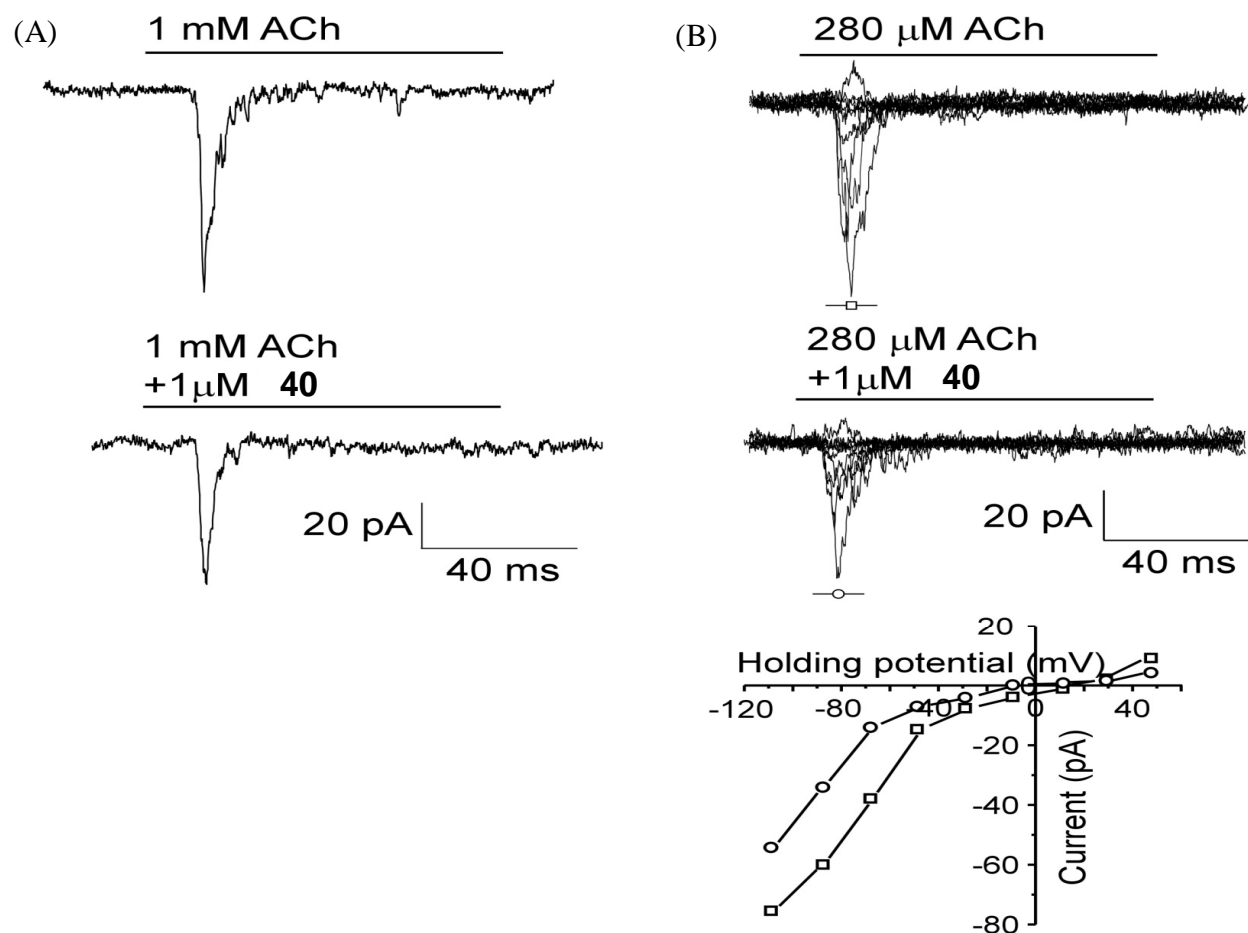 (A)
1 mM ACh
1 mM ACh
+1μM 40
20 pA
40 ms
(B)
280 μM ACh
280 μM ACh
+1μM 40
20 pA
40 ms
20
Holding potential (mV)
-120
-80
-40
0
0
40
-20
-40
-60
-80
Current (pA)